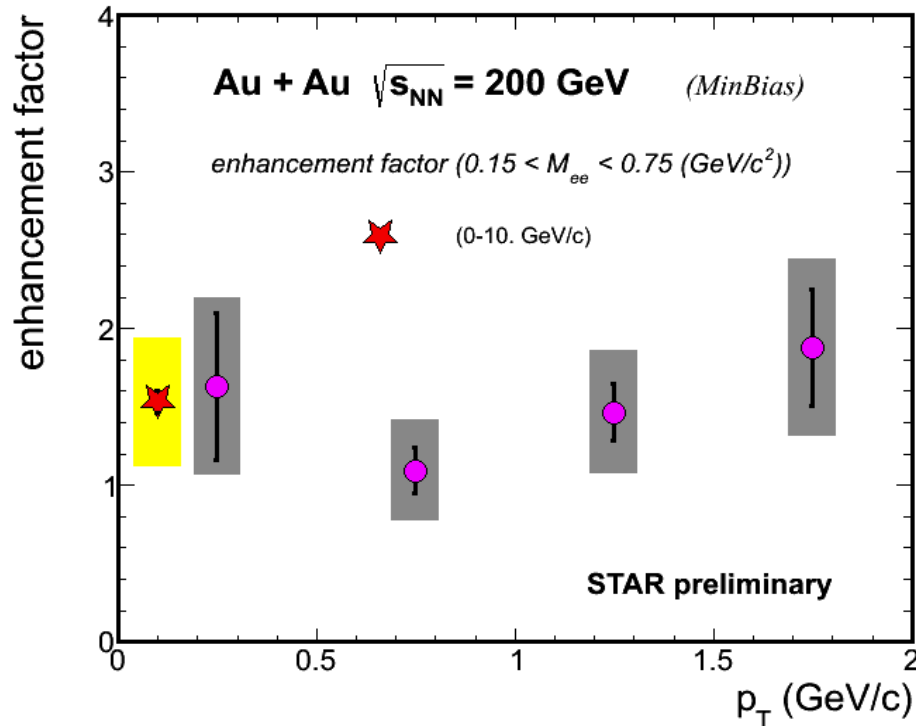 enhancement factor
4
3
2
1
0
Au + Au √sNN = 200 GeV (MinBias)
enhancement factor (0.15 < Mee < 0.75 (GeV/c²))
(0-10. GeV/c)
STAR preliminary
0 0.5 1 1.5 2
pT (GeV/c)